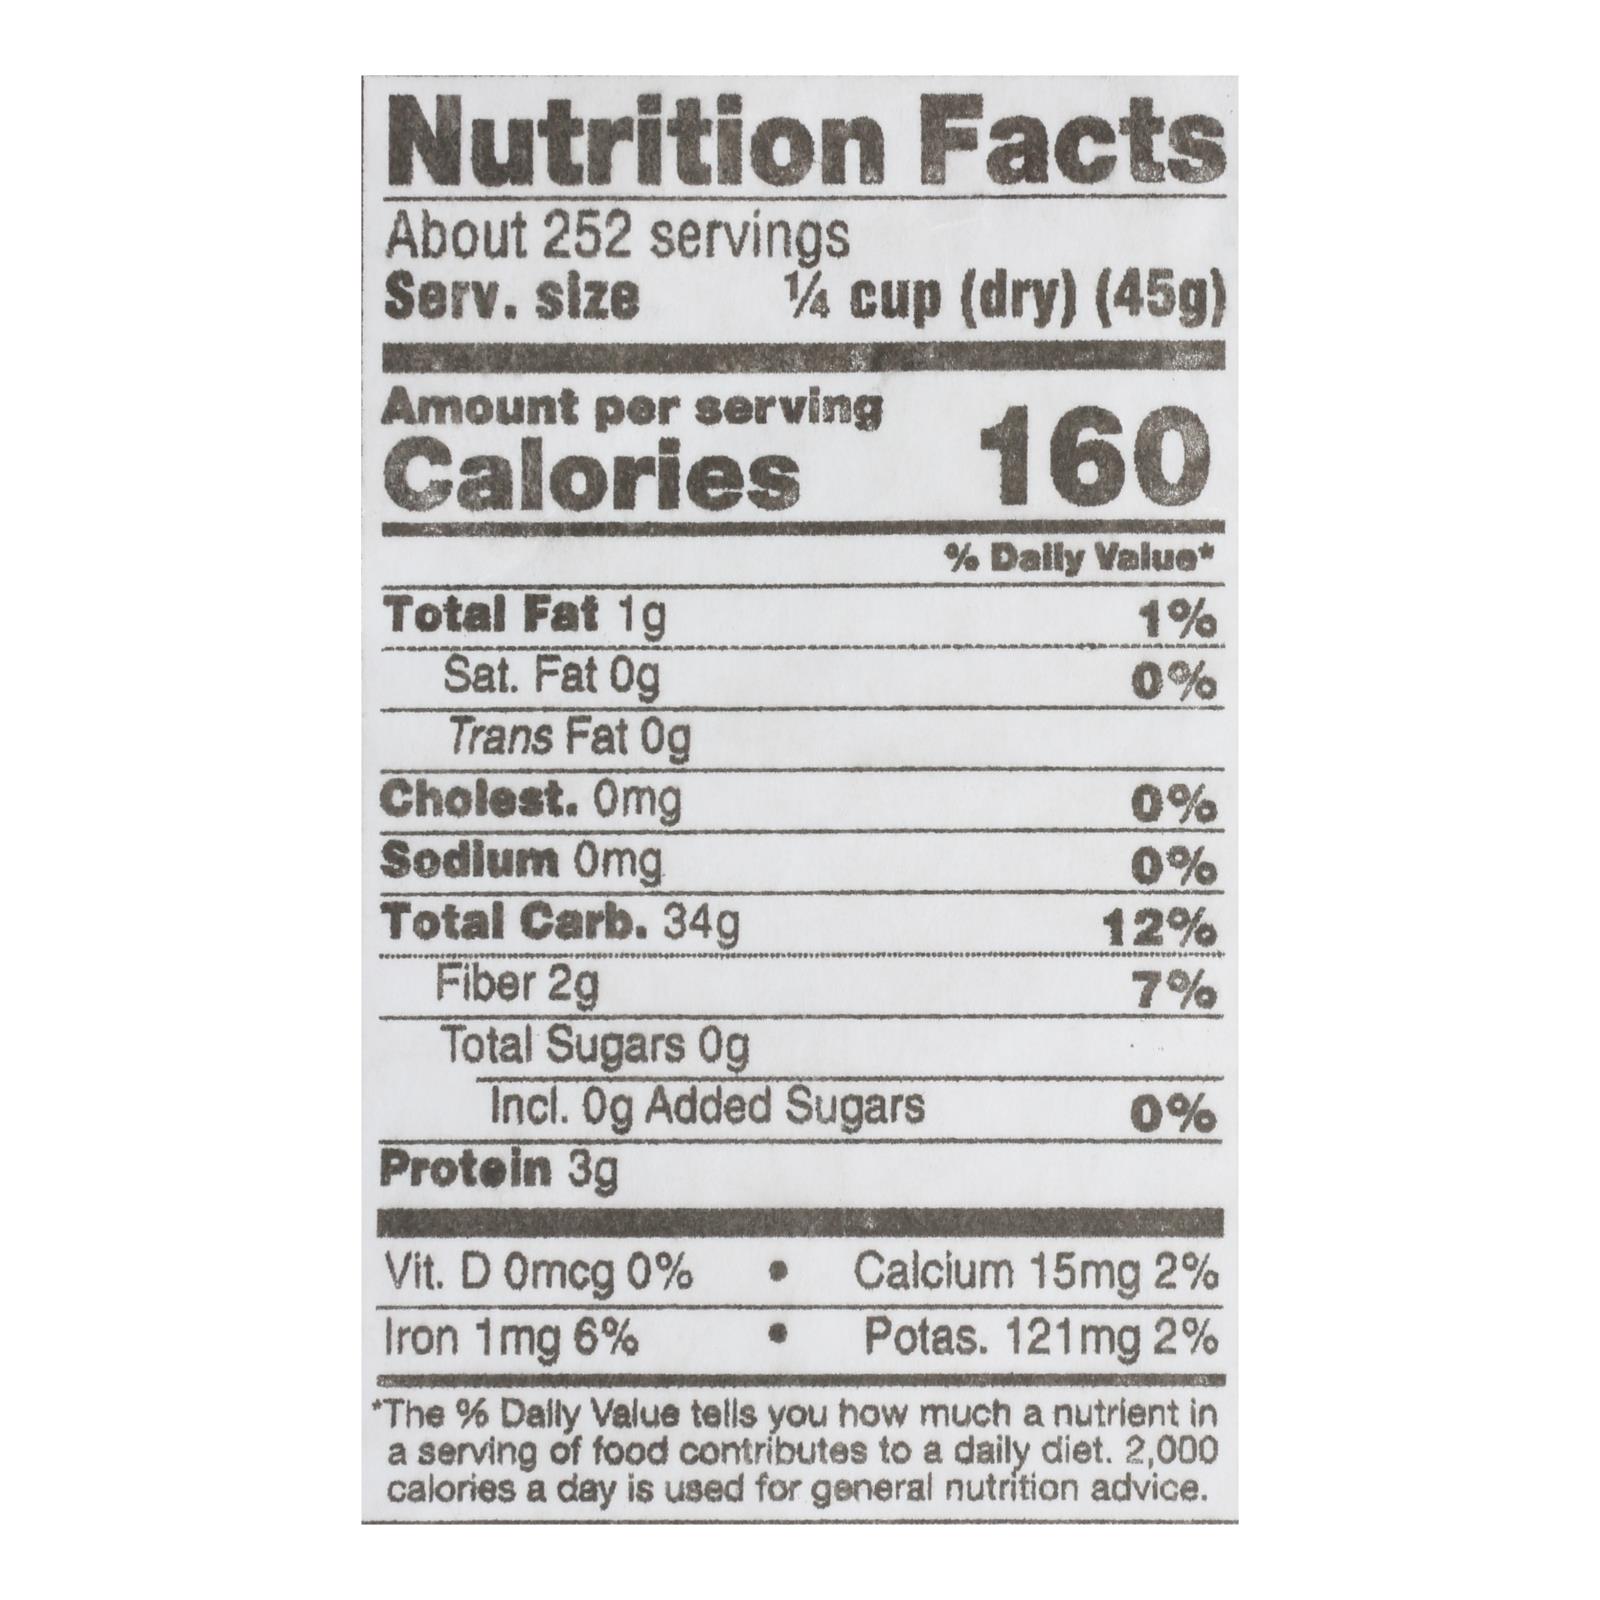 Nutrition Facts
About 252 servings
Serv. size ¼ cup (dry) (45g)
Amount per serving
Calories 160
% Daily Value*
Total Fat 1g 1%
Sat. Fat 0g 0%
Trans Fat 0g
Cholest. 0mg 0%
Sodium 0mg 0%
Total Carb. 34g 12%
Fiber 2g 7%
Total Sugars 0g
Incl. 0g Added Sugars 0%
Protein 3g
Vit. D 0mcg 0% • Calcium 15mg 2%
Iron 1mg 6% • Potas. 121mg 2%
*The % Daily Value tells you how much a nutrient in
a serving of food contributes to a daily diet. 2,000
calories a day is used for general nutrition advice.